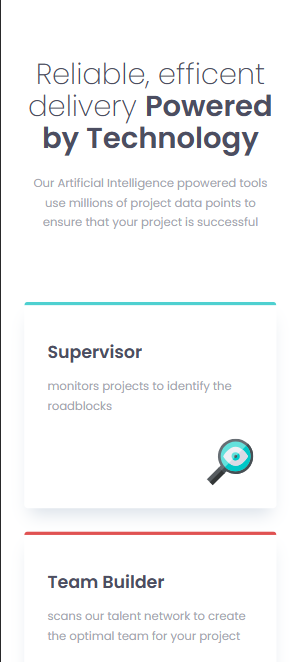 Reliable, efficent
delivery Powered
by Technology
Our Artificial Intelligence ppowered tools
use millions of project data points to
ensure that your project is successful
Supervisor
monitors projects to identify the
roadblocks
Team Builder
scans our talent network to create
the optimal team for your project